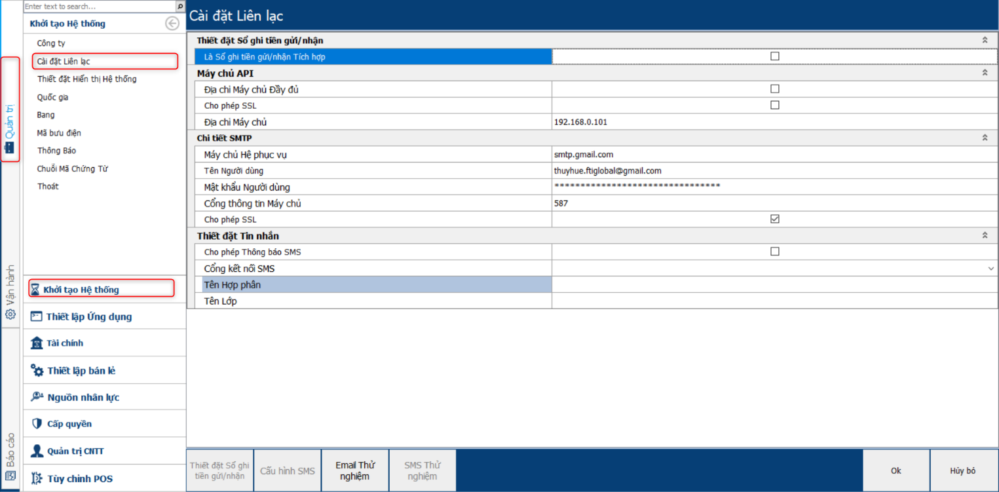 Enter text to search...
Khởi tạo Hệ thống
Công ty
Cài đặt Liên lạc
Thiết đặt Hiển thị Hệ thống
Quốc gia
Bang
Mã bưu điện
Thông Báo
Chuỗi Mã Chứng Từ
Thoát
Quản trị
Vận hành
Báo cáo
Khởi tạo Hệ thống
Thiết lập Ứng dụng
Tài chính
Thiết lập bán lẻ
Nguồn nhân lực
Cấp quyền
Quản trị CNTT
Tùy chỉnh POS
Cài đặt Liên lạc
Thiết đặt Sổ ghi tiền gửi/nhận
Là Sổ ghi tiền gửi/nhận Tích hợp
Máy chủ API
Địa chỉ Máy chủ Đầy đủ
Cho phép SSL
Địa chỉ Máy chủ 192.168.0.101
Chi tiết SMTP
Máy chủ Hệ phục vụ smtp.gmail.com
Tên Người dùng thuyhue.ftiglobal@gmail.com
Mật khẩu Người dùng ********************************
Cổng thông tin Máy chủ 587
Cho phép SSL
Thiết đặt Tin nhắn
Cho phép Thông báo SMS
Cổng kết nối SMS
Tên Hợp phân
Tên Lớp
Thiết đặt Sổ ghi
tiền gửi/nhận
Cấu hình SMS
Email Thử
nghiệm
SMS Thử
nghiệm
Ok
Hủy bỏ